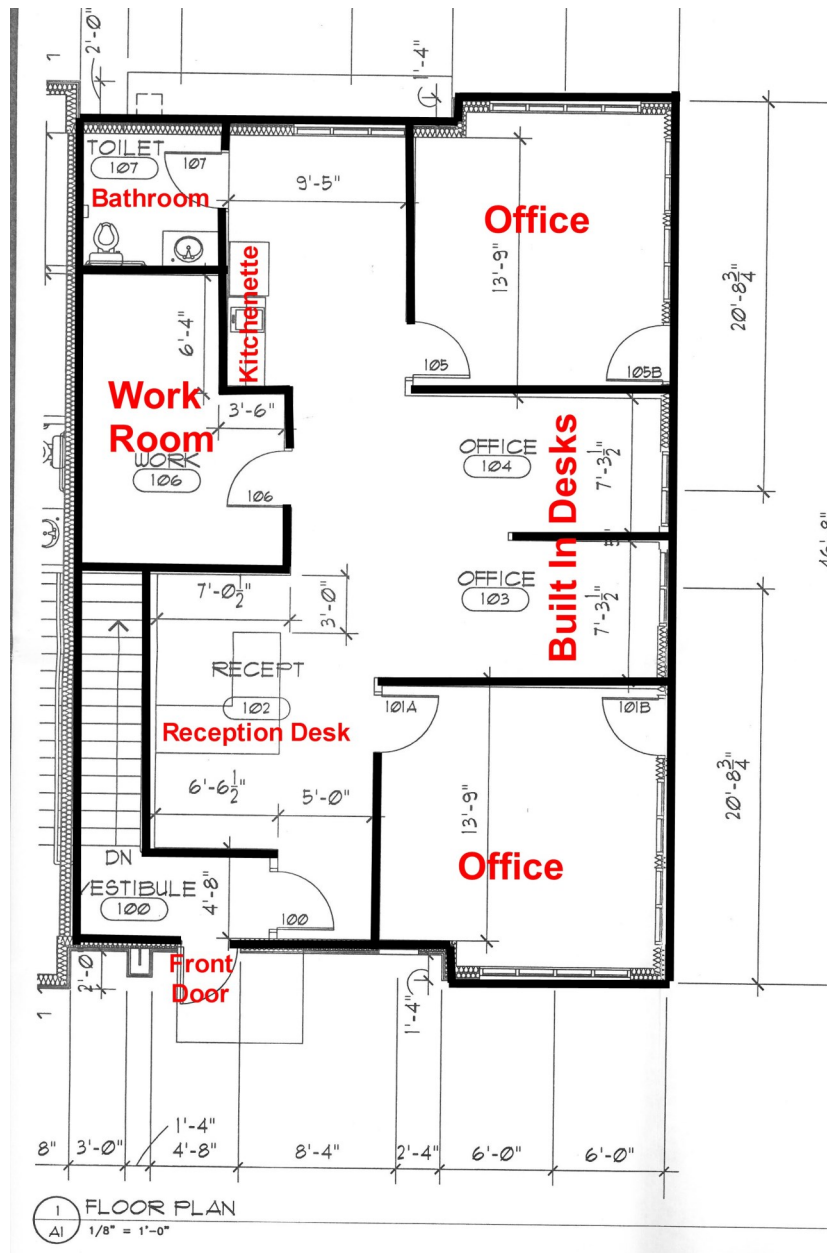 1
2'-0"
1'-4"
TOILET
107
107
Bathroom
9'-5"
Office
13'-9"
20'-8 3/4"
Kitchenette
6'-4"
105
105B
Work
Room
3'-6"
WORK
106
106
OFFICE
104
7'-3 1/2"
Built In Desks
OFFICE
103
7'-3 1/2"
7'-0 1/2"
3'-0"
RECEPT
102
Reception Desk
101A
101B
6'-6 1/2"
5'-0"
13'-9"
20'-8 3/4"
Office
DN
VESTIBULE
100
4'-8"
100
Front
Door
2'-0
1'-4"
1
1'-4"
8"
3'-0"
4'-8"
8'-4"
2'-4"
6'-0"
6'-0"
1
A1
FLOOR PLAN
1/8" = 1'-0"